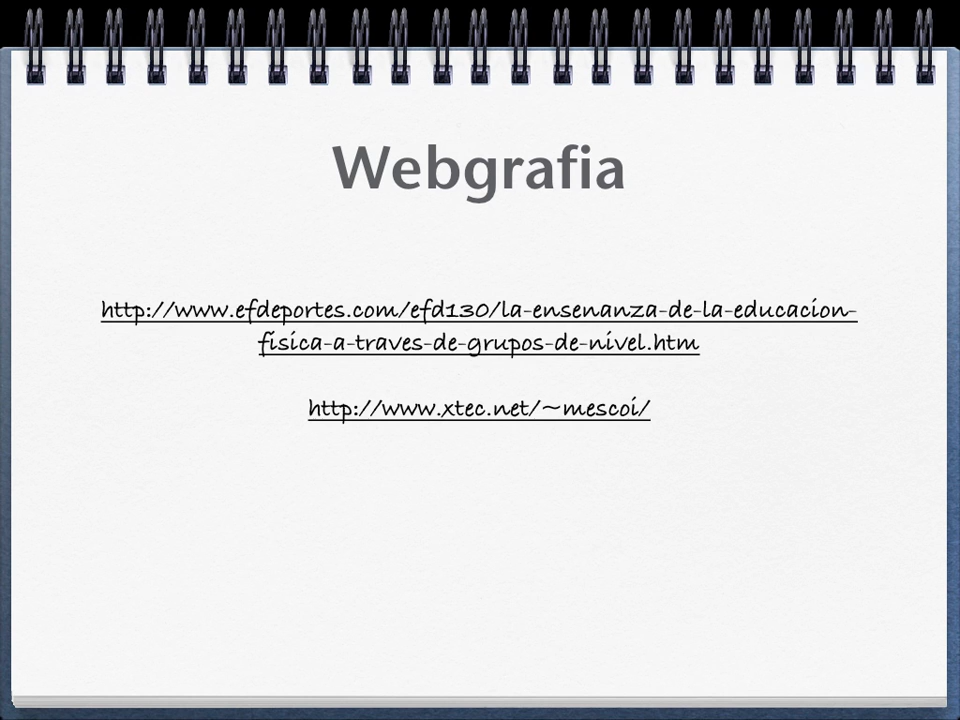 Webgrafia
http://www.efdeportes.com/efd130/la-ensenanza-de-la-educacion-
fisica-a-traves-de-grupos-de-nivel.htm
http://www.xtec.net/~mescoi/